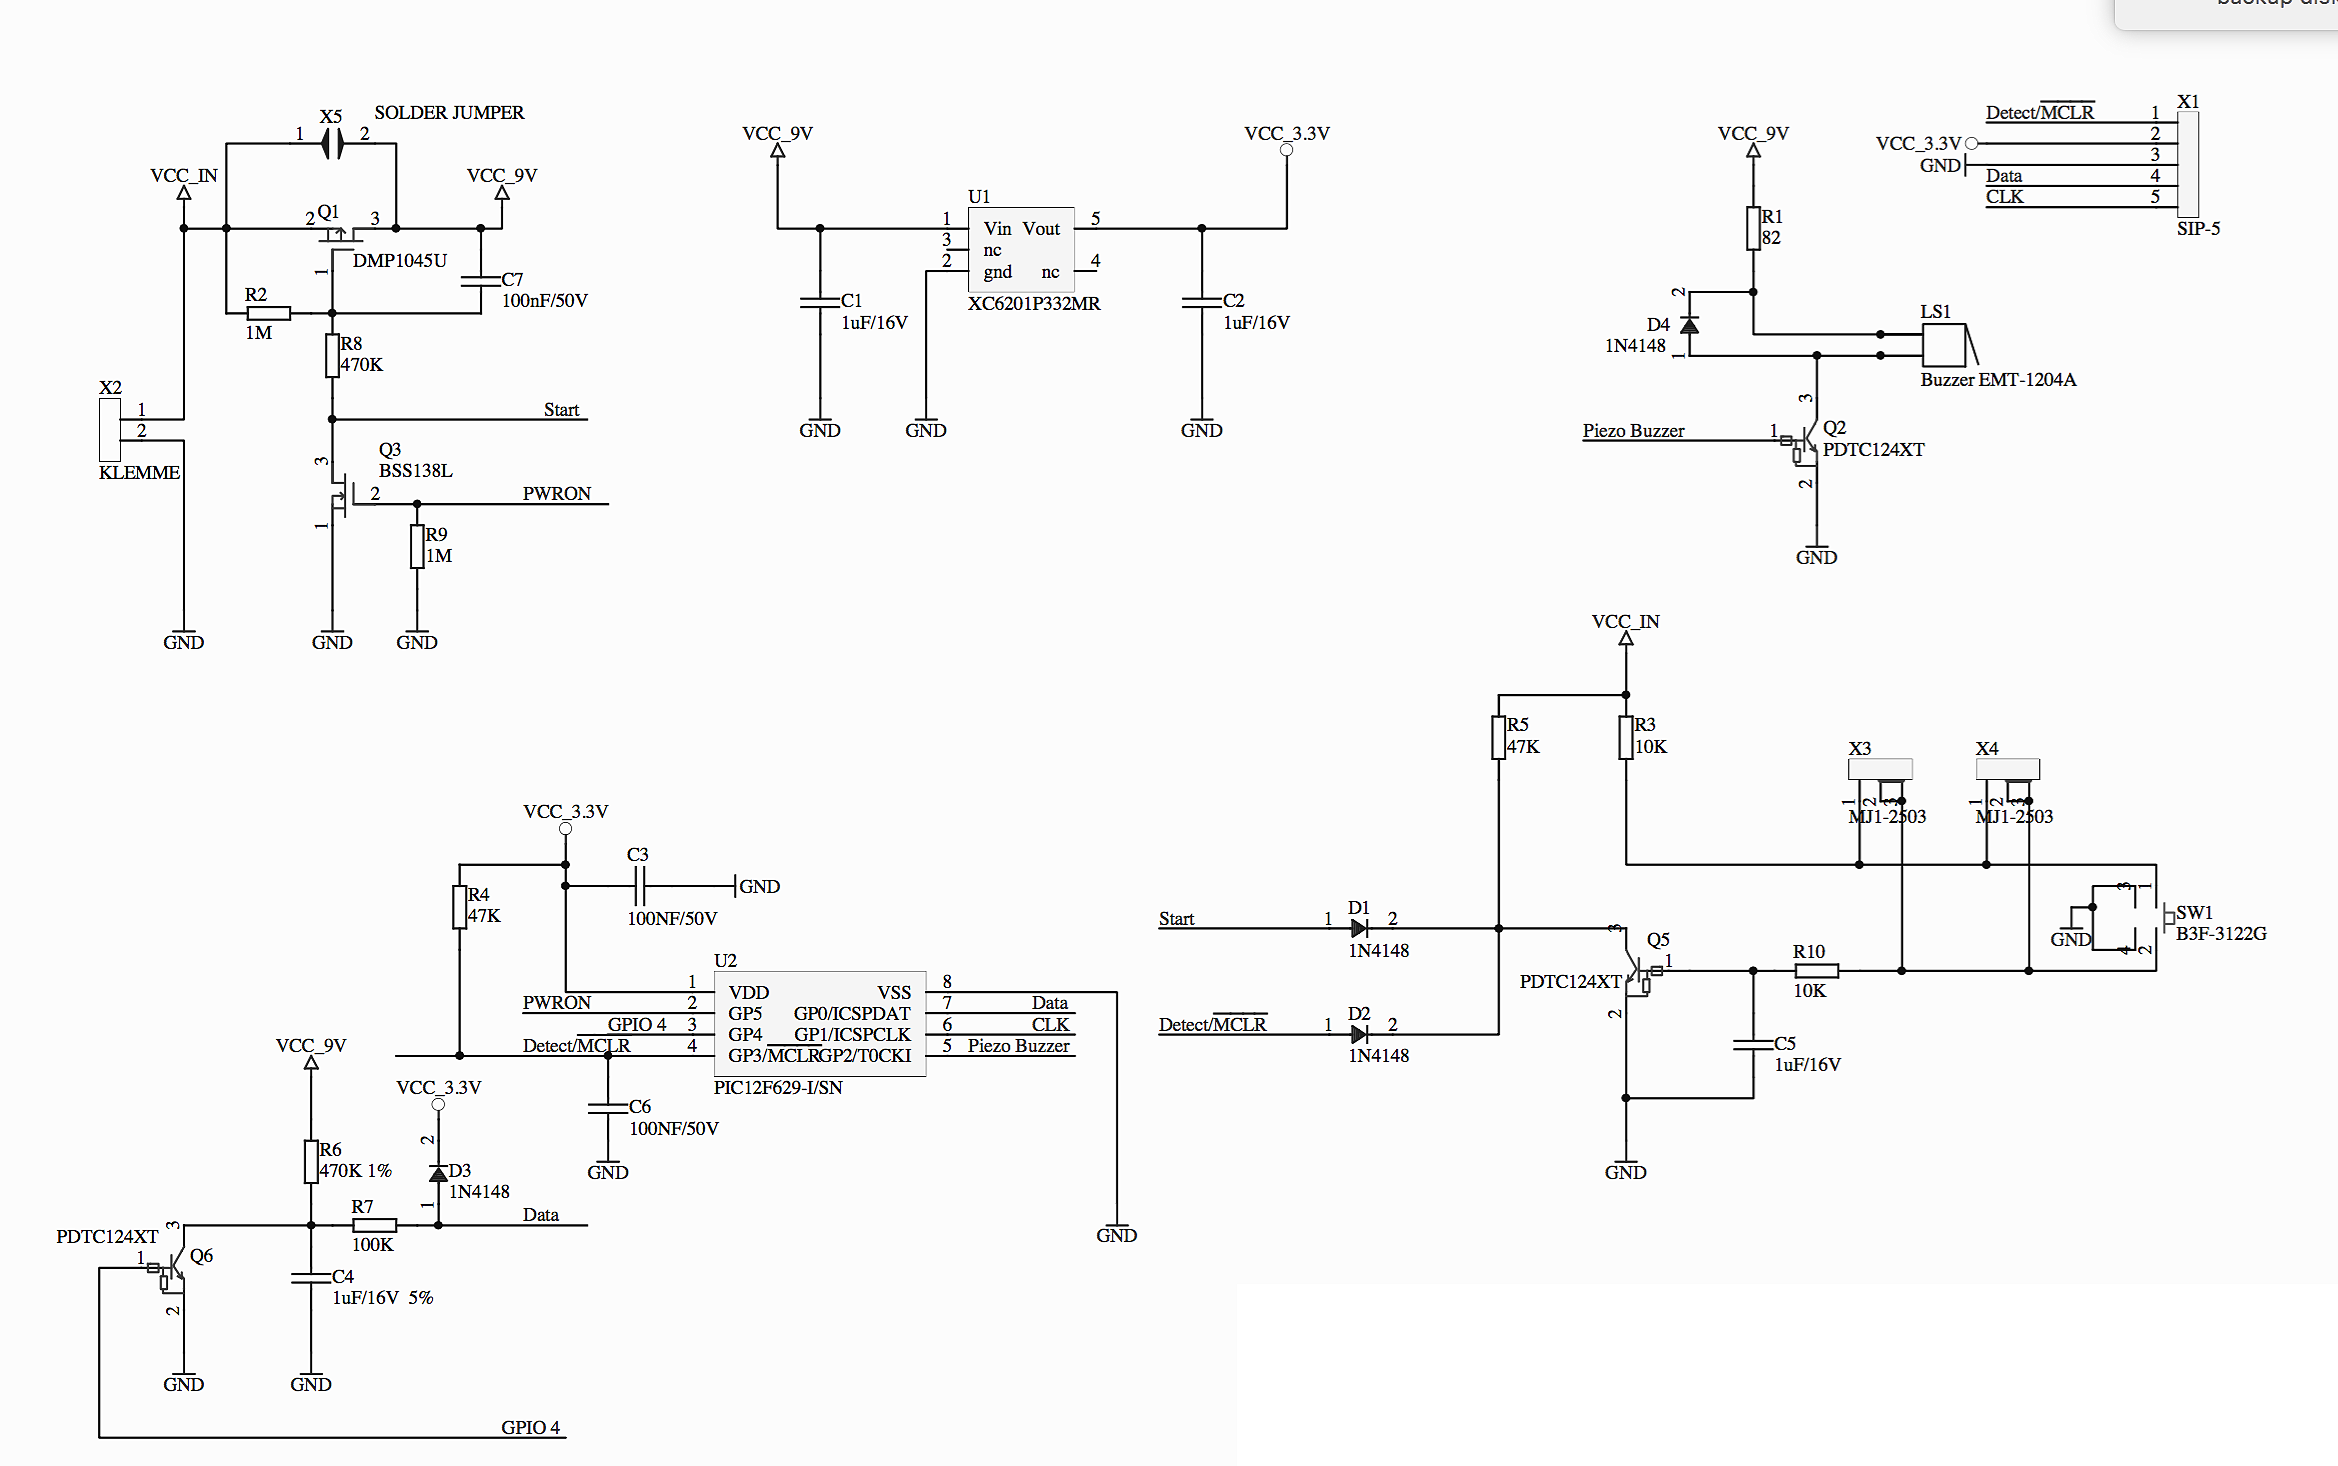 backup disk
X5
SOLDER JUMPER
1
2
VCC_IN
VCC_9V
2
Q1
3
DMP1045U
1
C7
100nF/50V
R2
1M
R8
470K
X2
1
2
KLEMME
Start
Q3
BSS138L
3
2
PWRON
1
R9
1M
GND
GND
GND
VCC_9V
VCC_3.3V
U1
1
Vin
Vout
5
3
nc
2
gnd
nc
4
XC6201P332MR
C1
1uF/16V
C2
1uF/16V
GND
GND
GND
VCC_9V
R1
82
2
D4
1N4148
1
LS1
Buzzer EMT-1204A
3
Piezo Buzzer
1
Q2
PDTC124XT
2
GND
X1
Detect/MCLR
1
VCC_3.3V
2
GND
3
Data
4
CLK
5
SIP-5
VCC_3.3V
C3
GND
100NF/50V
R4
47K
U2
1
VDD
VSS
8
PWRON
2
GP5
GP0/ICSPDAT
7
Data
GPIO 4
3
GP4
GP1/ICSPCLK
6
CLK
Detect/MCLR
4
GP3/MCLR
GP2/T0CKI
5
Piezo Buzzer
PIC12F629-I/SN
C6
100NF/50V
GND
GND
VCC_9V
VCC_3.3V
R6
470K 1%
2
D3
1N4148
1
R7
100K
Data
PDTC124XT
3
1
Q6
2
C4
1uF/16V 5%
GND
GND
GPIO 4
VCC_IN
R5
47K
R3
10K
X3
1
2
3
MJ1-2503
X4
1
2
3
MJ1-2503
Start
1
D1
2
1N4148
Detect/MCLR
1
D2
2
1N4148
3
Q5
1
PDTC124XT
2
R10
10K
C5
1uF/16V
GND
3
1
SW1
B3F-3122G
GND
4
2